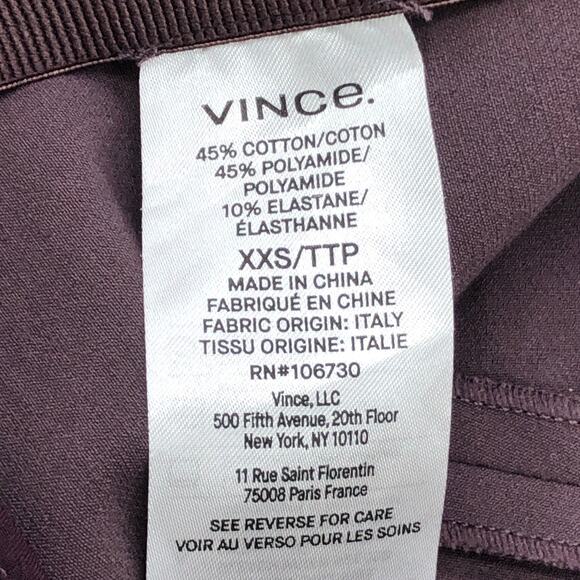 VINCE.
45% COTTON/COTON
45% POLYAMIDE/
POLYAMIDE
10% ELASTANE/
ÉLASTHANNE
XXS/TTP
MADE IN CHINA
FABRIQUÉ EN CHINE
FABRIC ORIGIN: ITALY
TISSU ORIGINE: ITALIE
RN#106730
Vince, LLC
500 Fifth Avenue, 20th Floor
New York, NY 10110
11 Rue Saint Florentin
75008 Paris France
SEE REVERSE FOR CARE
VOIR AU VERSO POUR LES SOINS